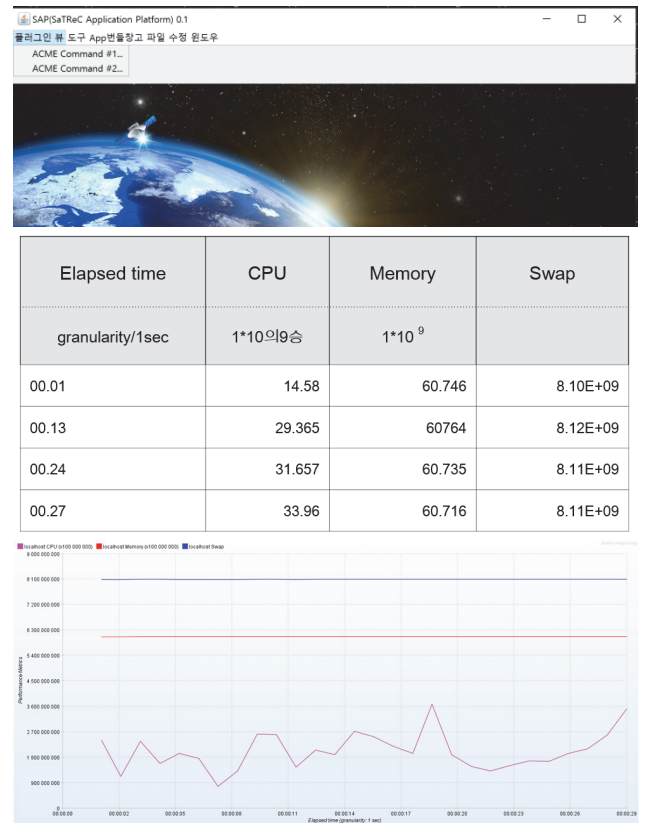 SAP(SaTReC Application Platform) 0.1
플러그인 뷰 도구 App번들창고 파일 수정 윈도우
ACME Command #1...
ACME Command #2...
Elapsed time CPU Memory Swap
granularity/1sec 1*10의9승 1*10 9
00.01 14.58 60.746 8.10E+09
00.13 29.365 60764 8.12E+09
00.24 31.657 60.735 8.11E+09
00.27 33.96 60.716 8.11E+09
localhost CPU (x100 000 000) localhost Memory (x100 000 000) localhost Swap
9 000 000 000
8 100 000 000
7 200 000 000
6 300 000 000
5 400 000 000
4 500 000 000
3 600 000 000
2 700 000 000
1 800 000 000
900 000 000
0
Performance Metrics
00:00:00 00:00:02 00:00:05 00:00:08 00:00:11 00:00:14 00:00:17 00:00:20 00:00:23 00:00:26 00:00:29
Elapsed time (granularity: 1 sec)